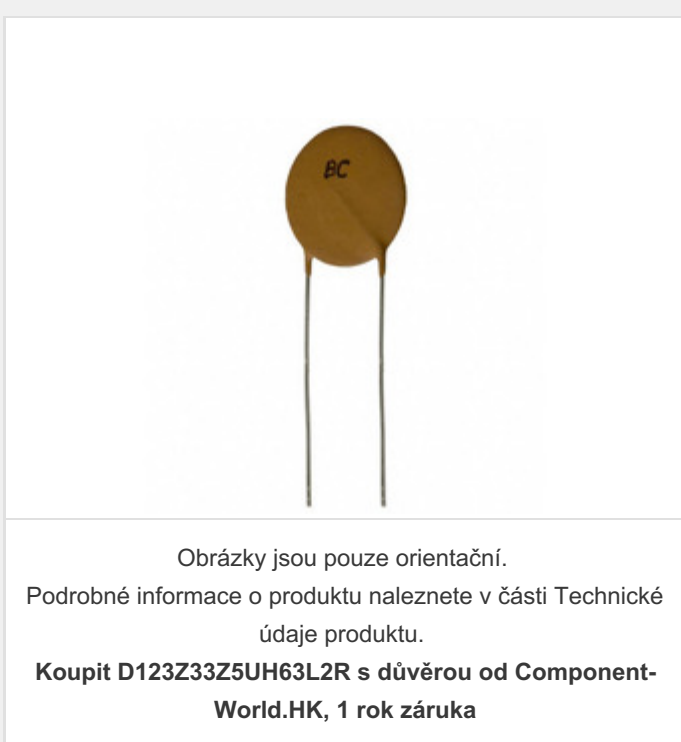 BC
Obrázky jsou pouze orientační.
Podrobné informace o produktu naleznete v části Technické
údaje produktu.
Koupit D123Z33Z5UH63L2R s důvěrou od Component-
World.HK, 1 rok záruka